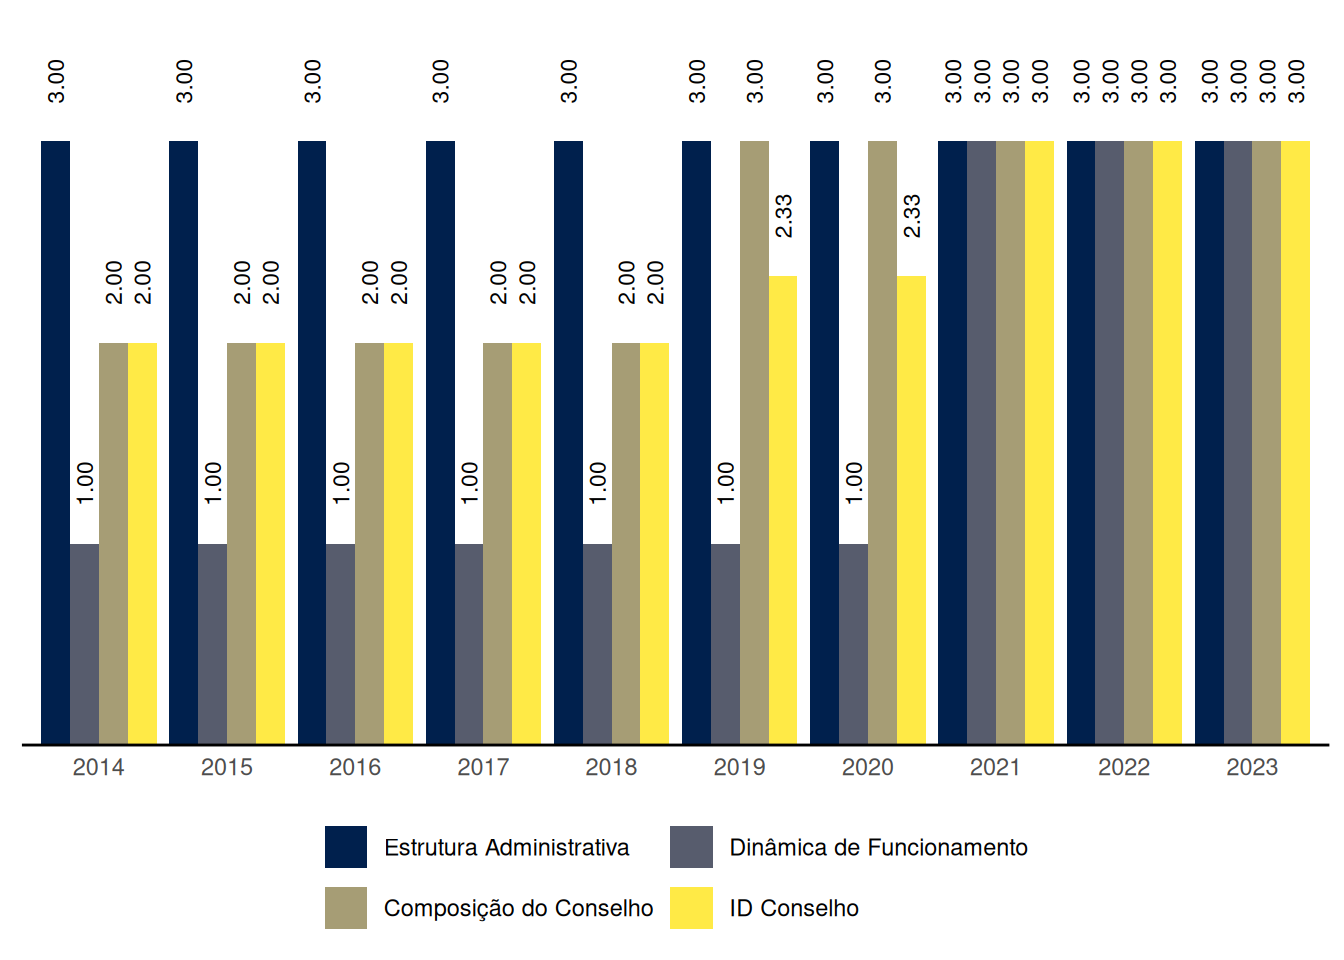 3.00 3.00 3.00 3.00 3.00 3.00 3.00 3.00 3.00 3.00 3.00 3.00 3.00 3.00 3.00 3.00 3.00 3.00 3.00 3.00 3.00
2.33 2.33
2.00 2.00 2.00 2.00 2.00 2.00 2.00 2.00 2.00 2.00
1.00 1.00 1.00 1.00 1.00 1.00 1.00
2014 2015 2016 2017 2018 2019 2020 2021 2022 2023
Estrutura Administrativa Dinâmica de Funcionamento
Composição do Conselho ID Conselho